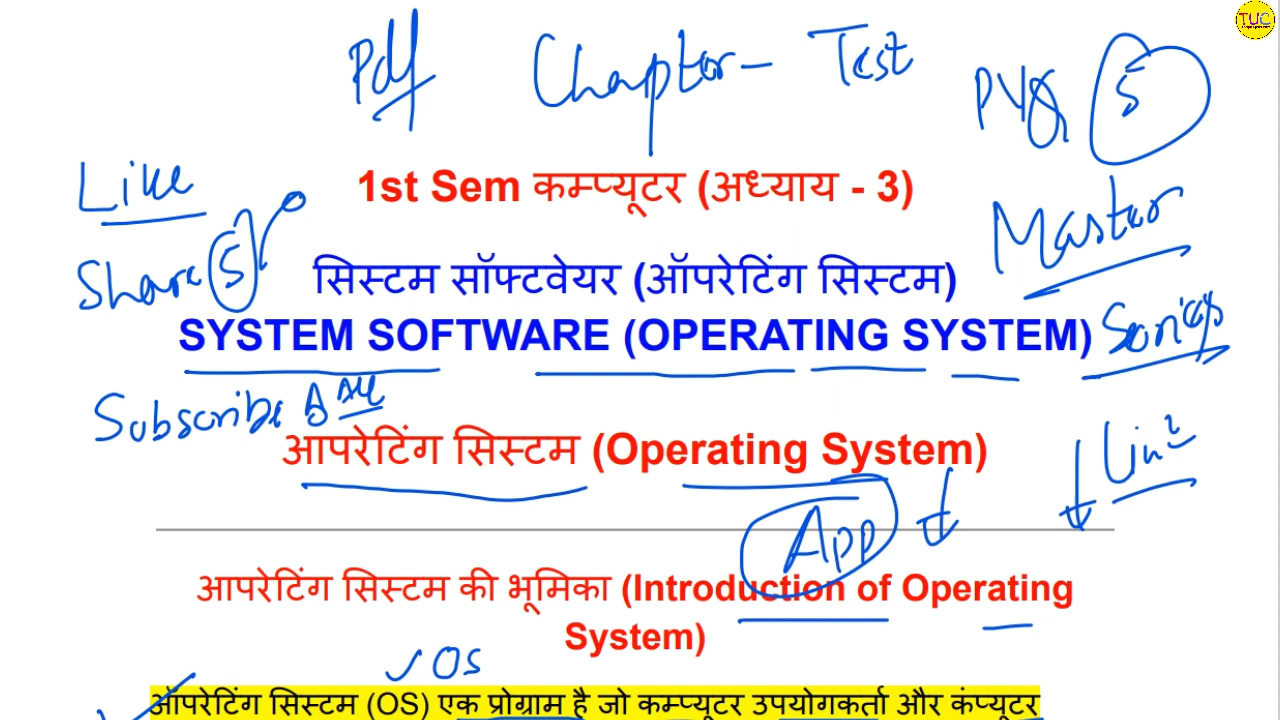 TUC
Pdf Chapter- Test
PYQ 5
Like
1st Sem कम्प्यूटर (अध्याय - 3)
Master
Share 5
सिस्टम सॉफ्टवेयर (ऑपरेटिंग सिस्टम)
SYSTEM SOFTWARE (OPERATING SYSTEM)
Series
Subscribe All
आपरेटिंग सिस्टम (Operating System)
App
आपरेटिंग सिस्टम की भूमिका (Introduction of Operating
System)
OS
ऑपरेटिंग सिस्टम (OS) एक प्रोग्राम है जो कम्प्यूटर उपयोगकर्ता और कंप्यूटर